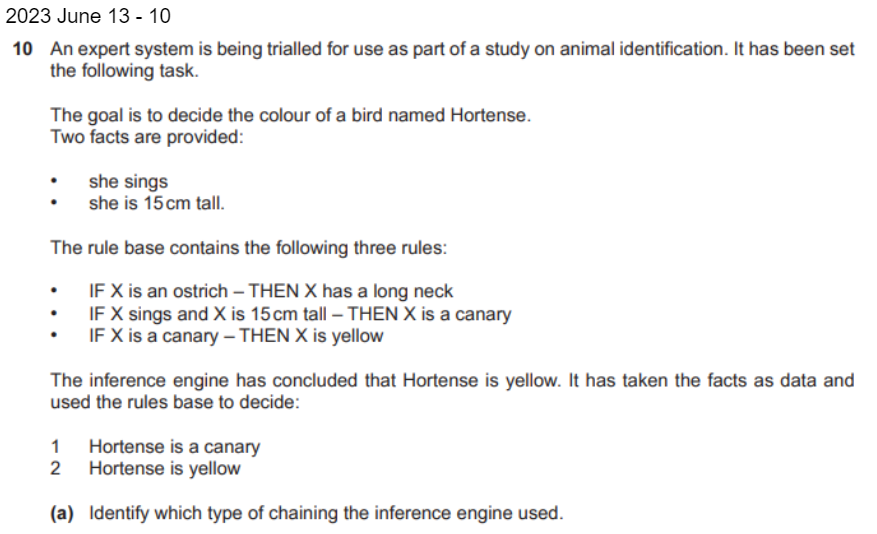 2023 June 13 - 10
10 An expert system is being trialled for use as part of a study on animal identification. It has been set
the following task.
The goal is to decide the colour of a bird named Hortense.
Two facts are provided:
• she sings
• she is 15 cm tall.
The rule base contains the following three rules:
• IF X is an ostrich – THEN X has a long neck
• IF X sings and X is 15 cm tall – THEN X is a canary
• IF X is a canary – THEN X is yellow
The inference engine has concluded that Hortense is yellow. It has taken the facts as data and
used the rules base to decide:
1 Hortense is a canary
2 Hortense is yellow
(a) Identify which type of chaining the inference engine used.